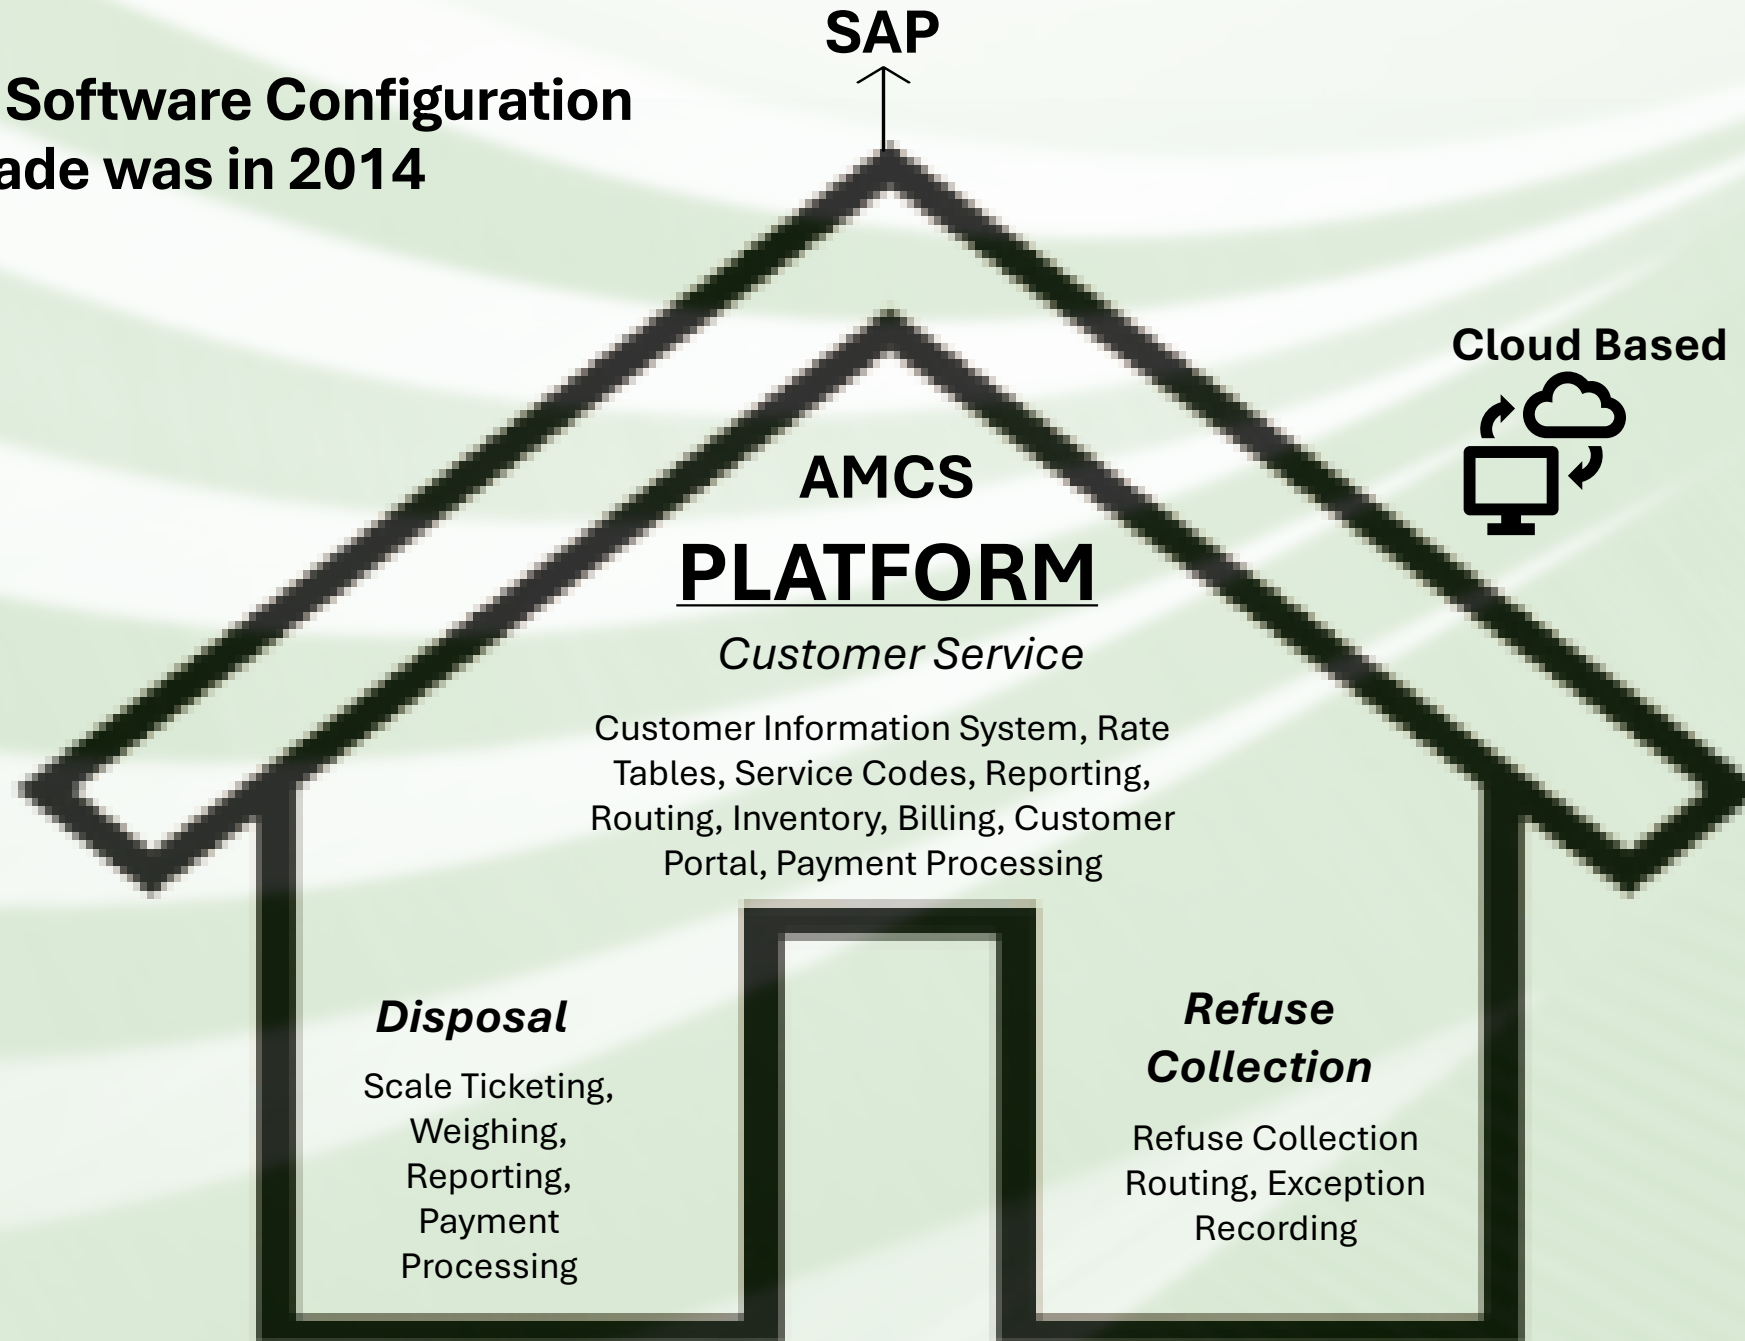 SAP
Software Configuration
ade was in 2014
Cloud Based
AMCS
PLATFORM
Customer Service
Customer Information System, Rate
Tables, Service Codes, Reporting,
Routing, Inventory, Billing, Customer
Portal, Payment Processing
Disposal
Scale Ticketing,
Weighing,
Reporting,
Payment
Processing
Refuse
Collection
Refuse Collection
Routing, Exception
Recording